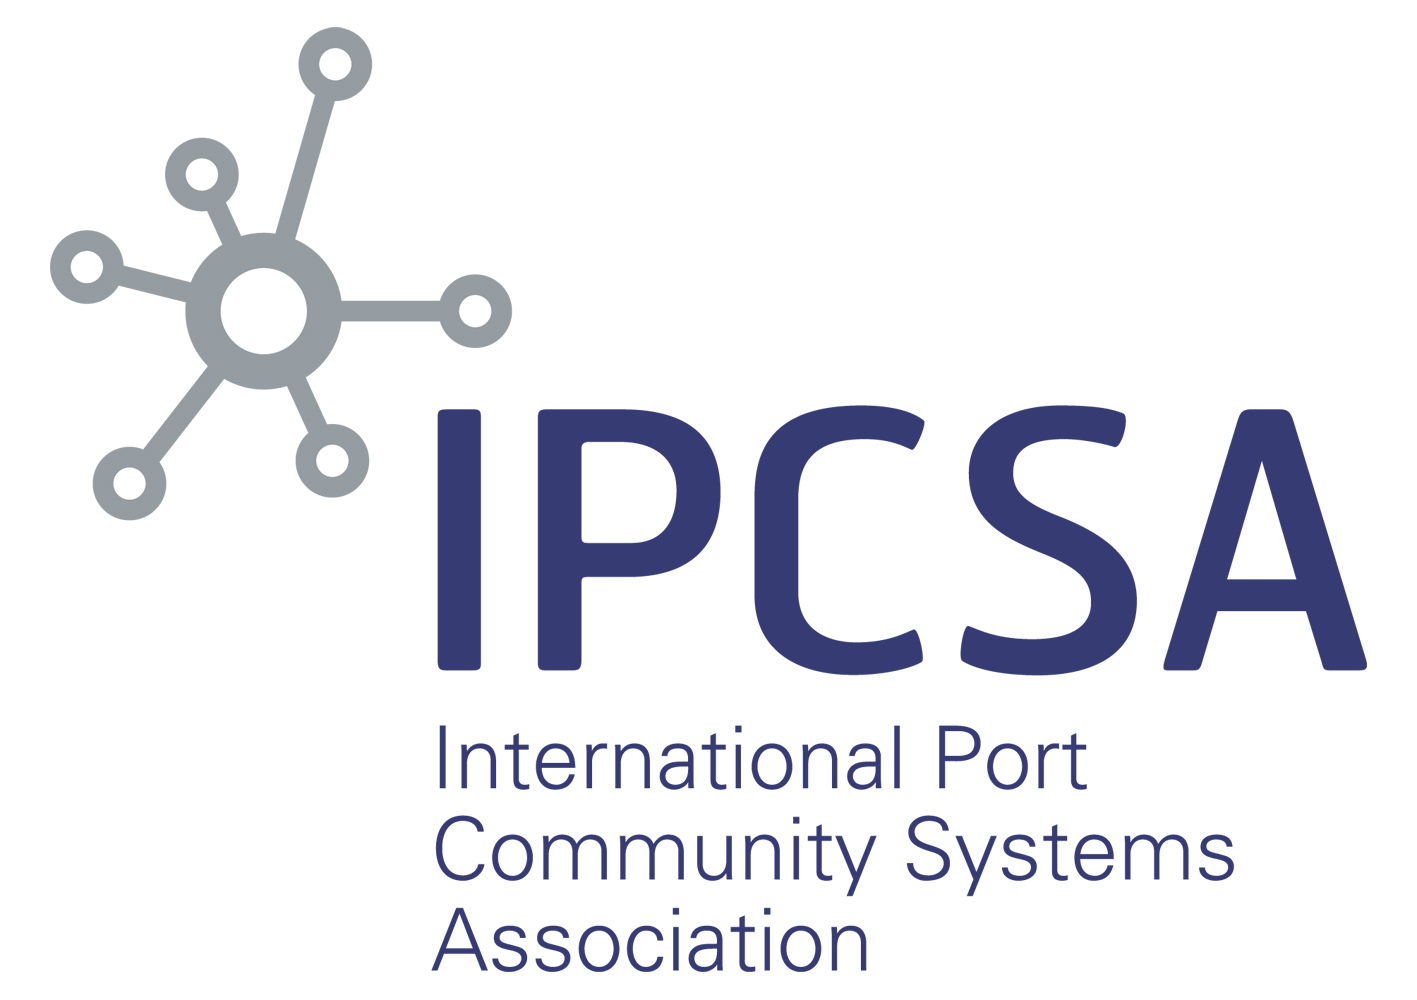 IPCSA
International Port
Community Systems
Association